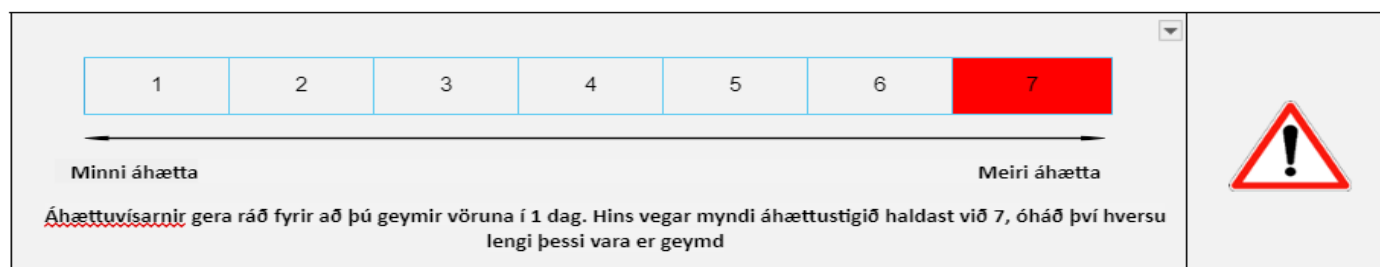 1 2 3 4 5 6 7
Minni áhætta Meiri áhætta
Áhættuvísarnir gera ráð fyrir að þú geymir vöruna í 1 dag. Hins vegar myndi áhættustigið haldast við 7, óháð því hversu
lengi þessi vara er geymd